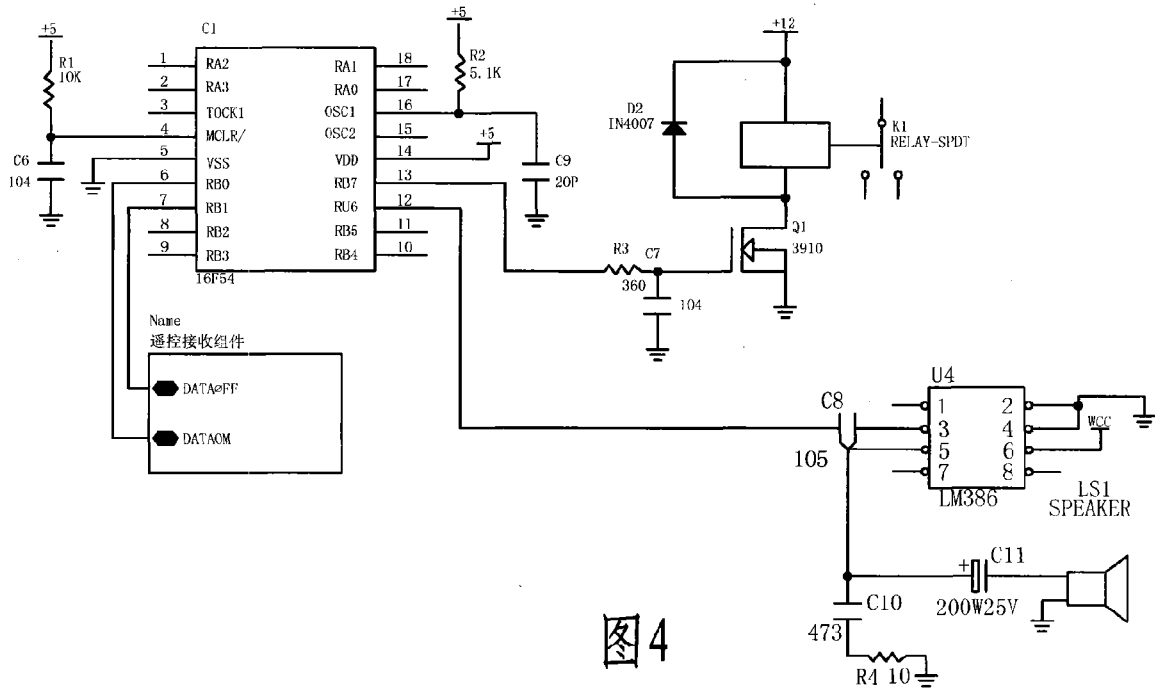 +5
C1
+5
+12
R1
10K
R2
5.1K
1 RA2 RA1 18
2 RA3 RA0 17
3 TOCK1 OSC1 16
4 MCLR/ OSC2 15
5 VSS VDD 14
6 RB0 RB7 13
7 RB1 RU6 12
8 RB2 RB5 11
9 RB3 RB4 10
16F54
+5
C6
104
C9
20P
D2
IN4007
K1
RELAY-SPDT
Q1
3910
R3
360
C7
104
Name
遥控接收组件
DATAØFF
DATAOM
C8
105
U4
1 2
3 4
5 6
7 8
LM386
WCC
LS1
SPEAKER
C11
200W25V
C10
473
R4 10
图4